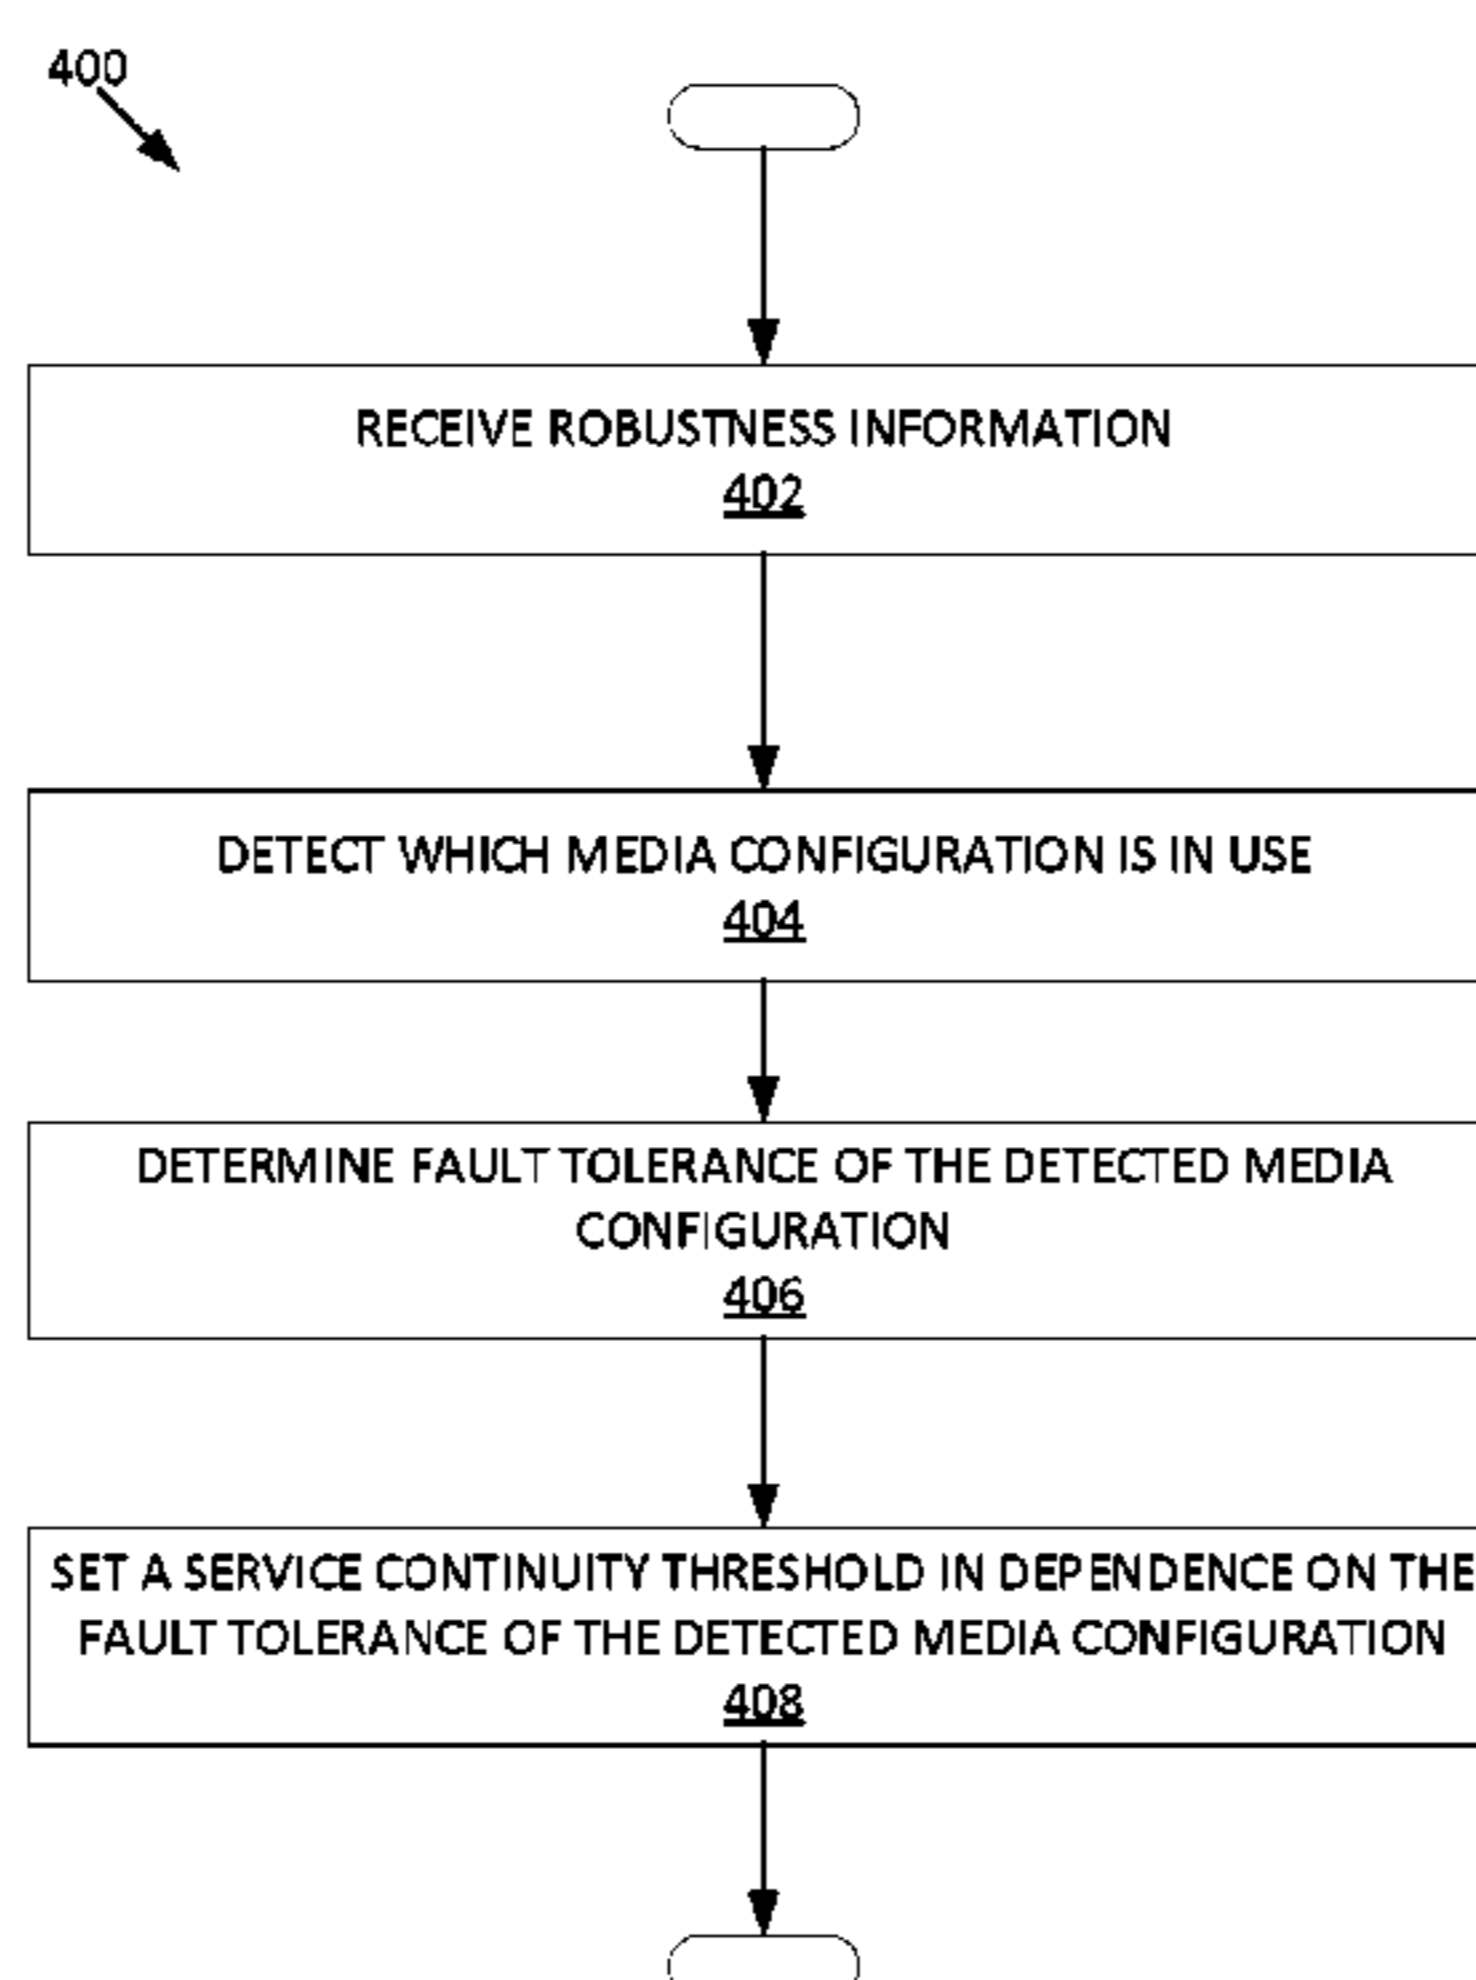 400
RECEIVE ROBUSTNESS INFORMATION
402
DETECT WHICH MEDIA CONFIGURATION IS IN USE
404
DETERMINE FAULT TOLERANCE OF THE DETECTED MEDIA
CONFIGURATION
406
SET A SERVICE CONTINUITY THRESHOLD IN DEPENDENCE ON THE
FAULT TOLERANCE OF THE DETECTED MEDIA CONFIGURATION
408